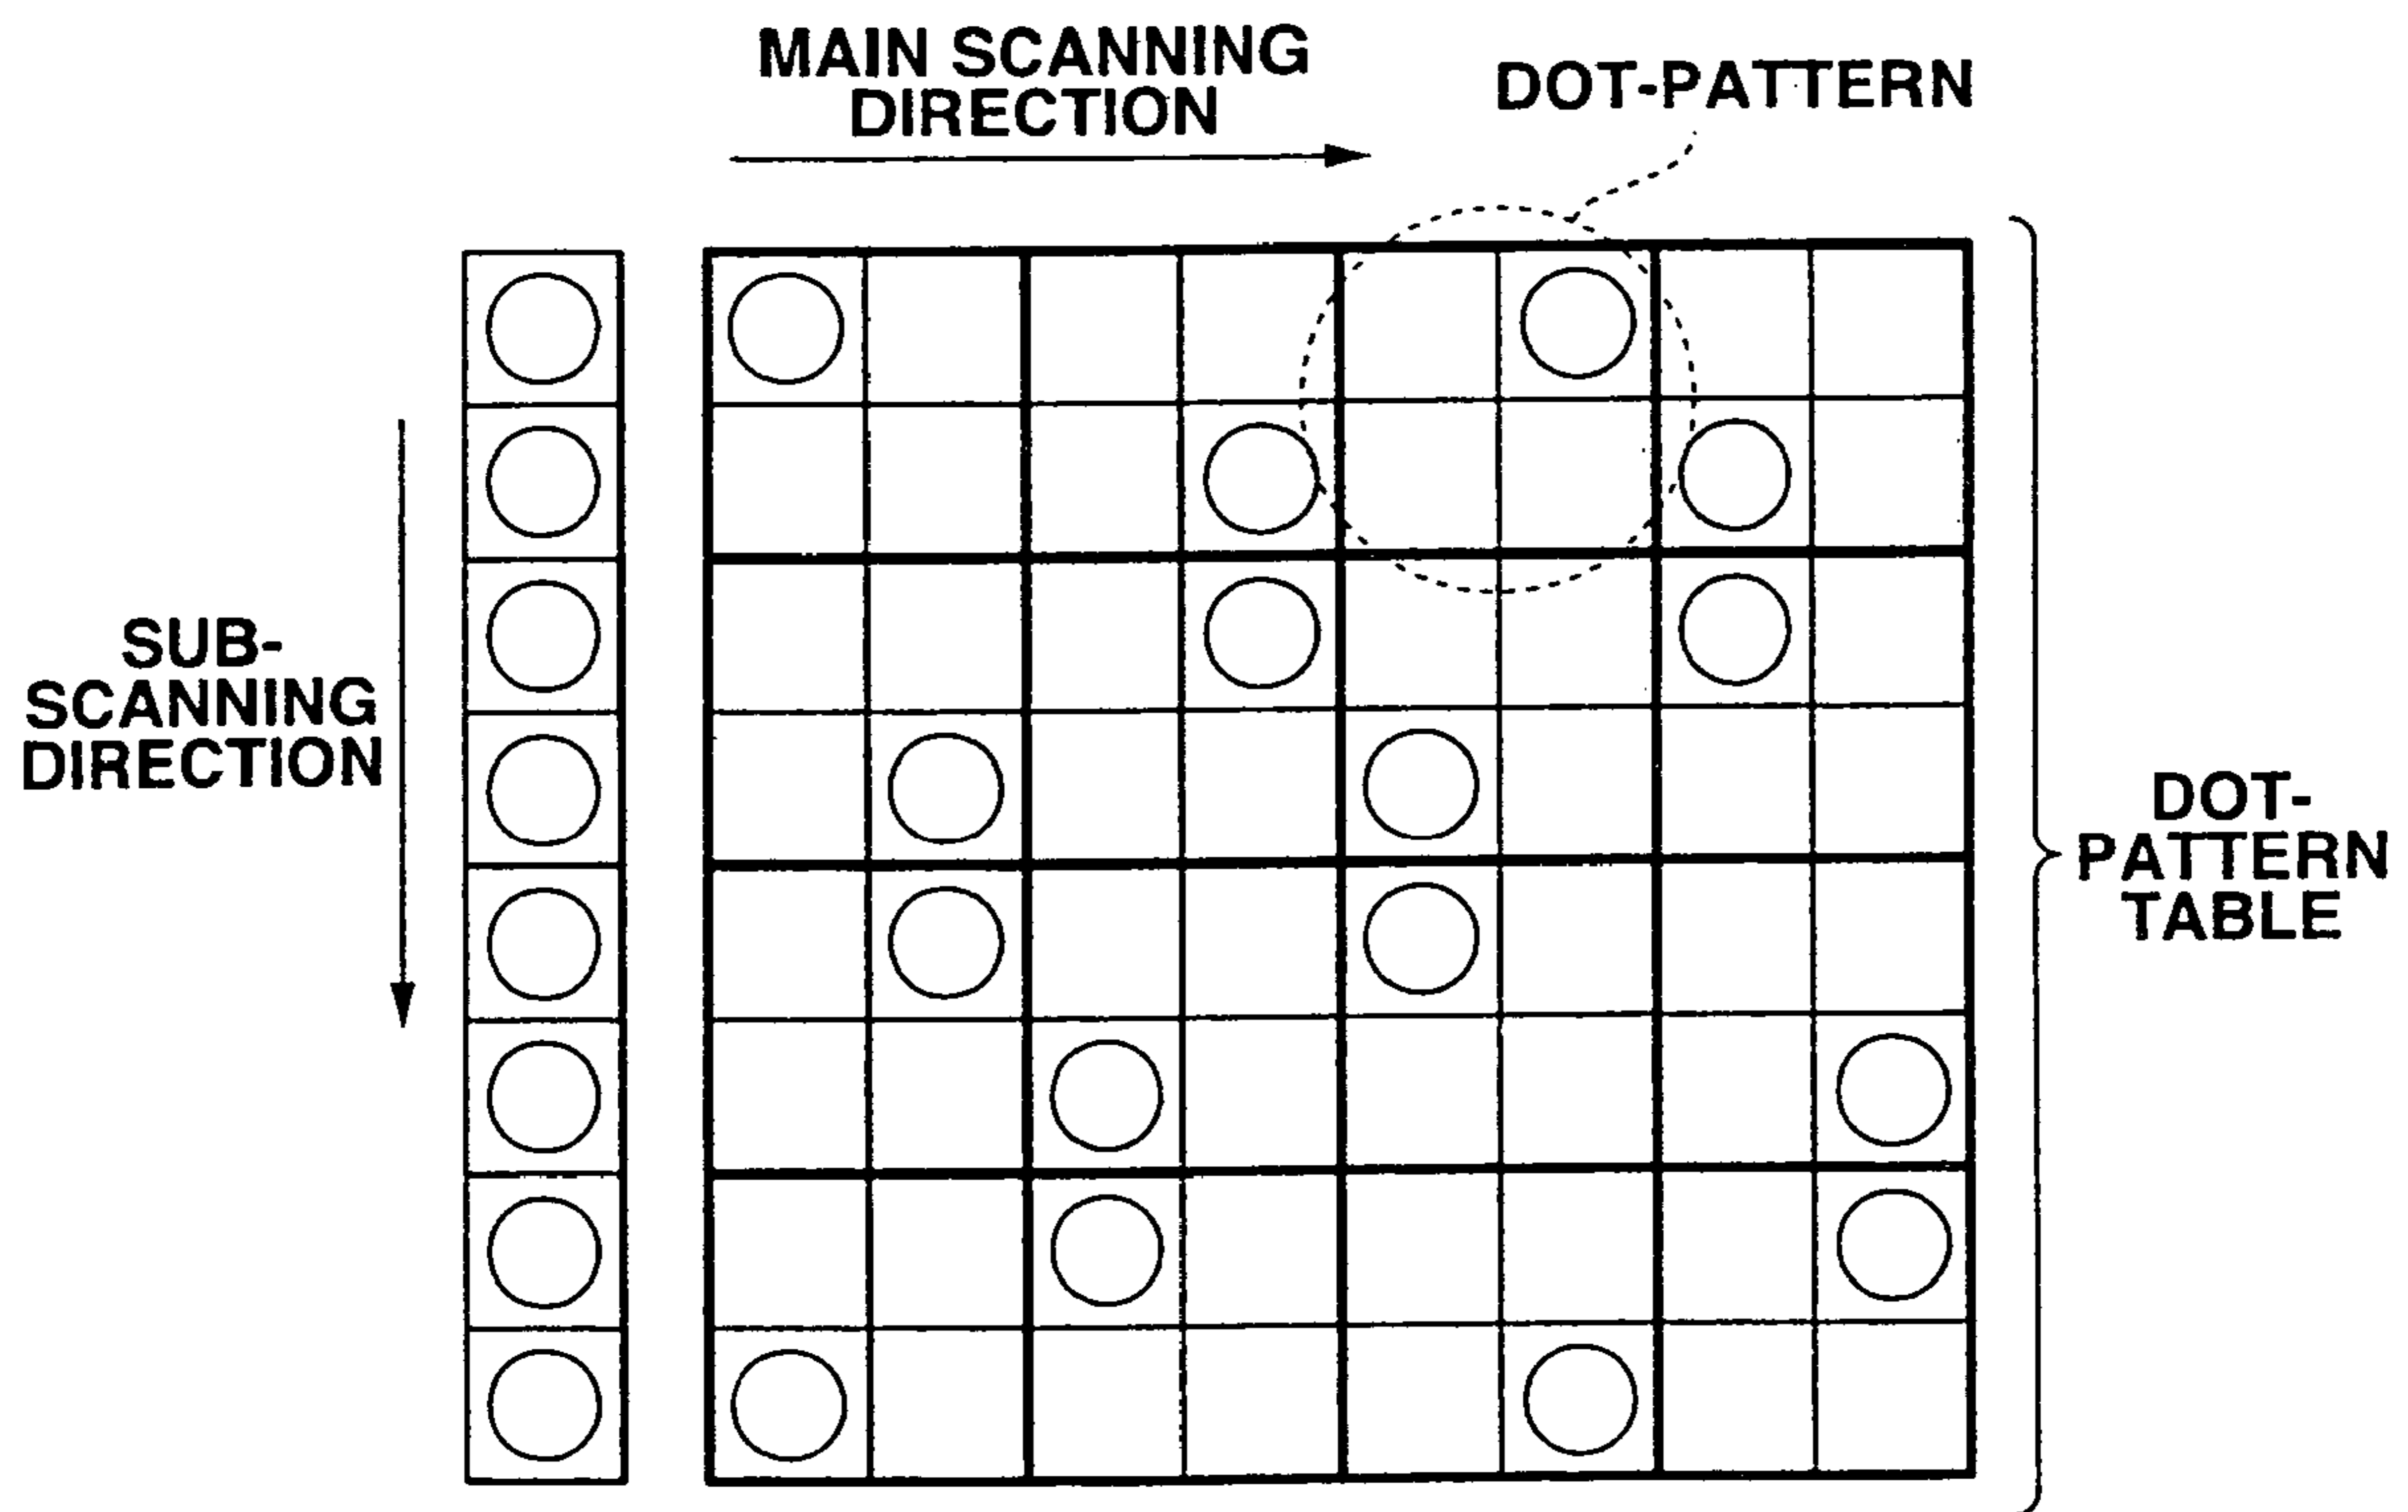 MAIN SCANNING
DIRECTION
DOT-PATTERN
SUB-
SCANNING
DIRECTION
DOT-
PATTERN
TABLE